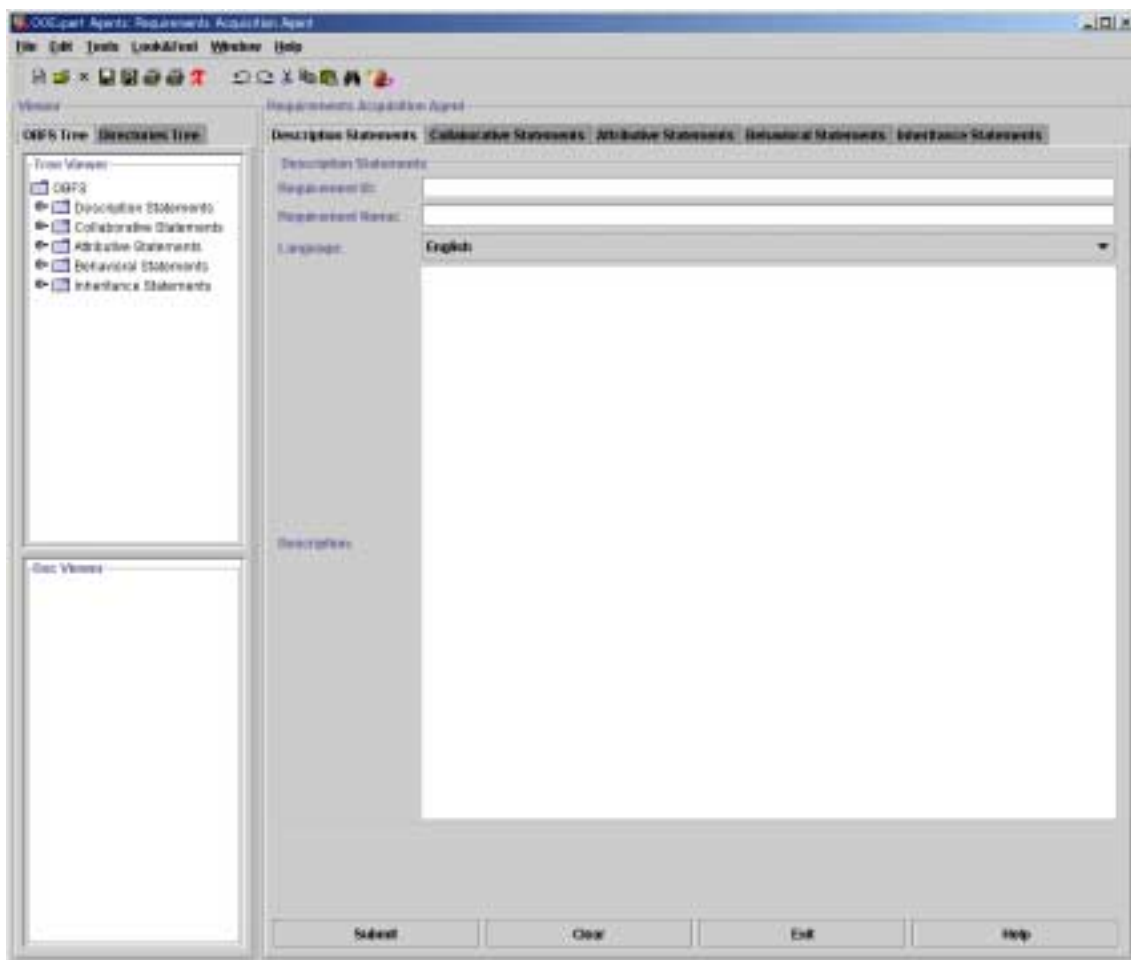 OOExpert Agents: Requirements Acquisition Agent
File Edit Tools Look&Feel Window Help
Viewer
OBFS Tree Directories Tree
Tree Viewer
OBFS
Description Statements
Collaborative Statements
Attributive Statements
Behavioral Statements
Inheritance Statements
Doc Viewer
Requirements Acquisition Agent
Description Statements Collaborative Statements Attributive Statements Behavioral Statements Inheritance Statements
Description Statements
Requirement ID:
Requirement Name:
Language:
English
Description:
Submit Clear Exit Help